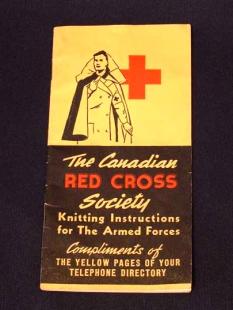 The Canadian
RED CROSS
Society
Knitting Instructions
for The Armed Forces
Compliments of
THE YELLOW PAGES OF YOUR
TELEPHONE DIRECTORY